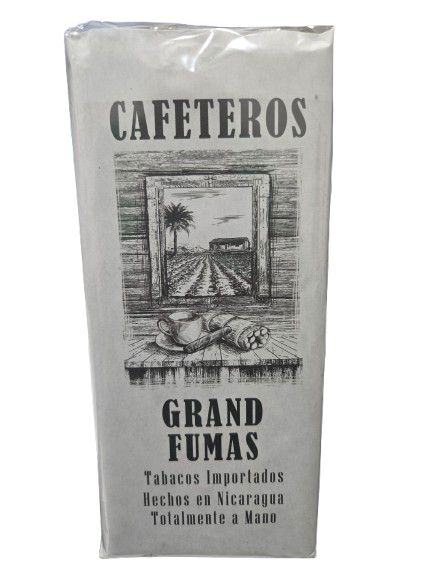 CAFETEROS
GRAND
FUMAS
Tabacos Importados
Hechos en Nicaragua
Totalmente a Mano